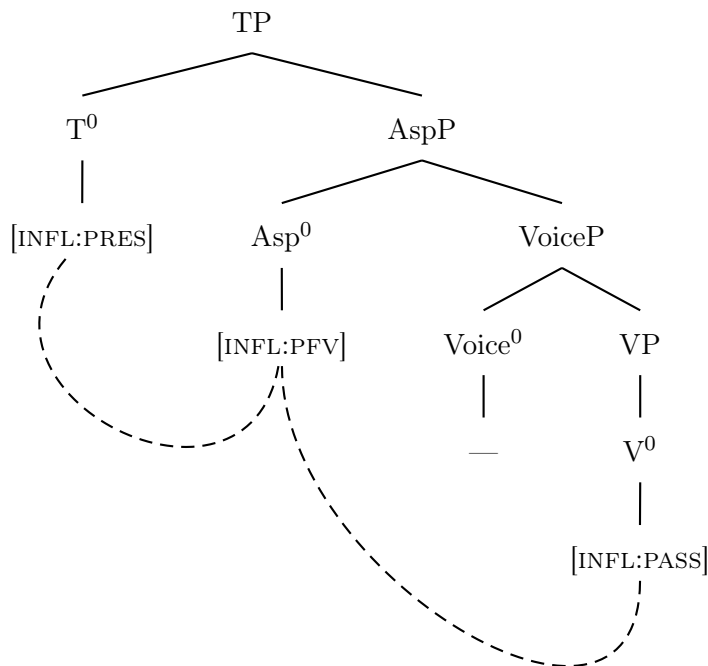 TP
T⁰ AspP
[INFL:PRES] Asp⁰ VoiceP
[INFL:PFV] Voice⁰ VP
— V⁰
[INFL:PASS]